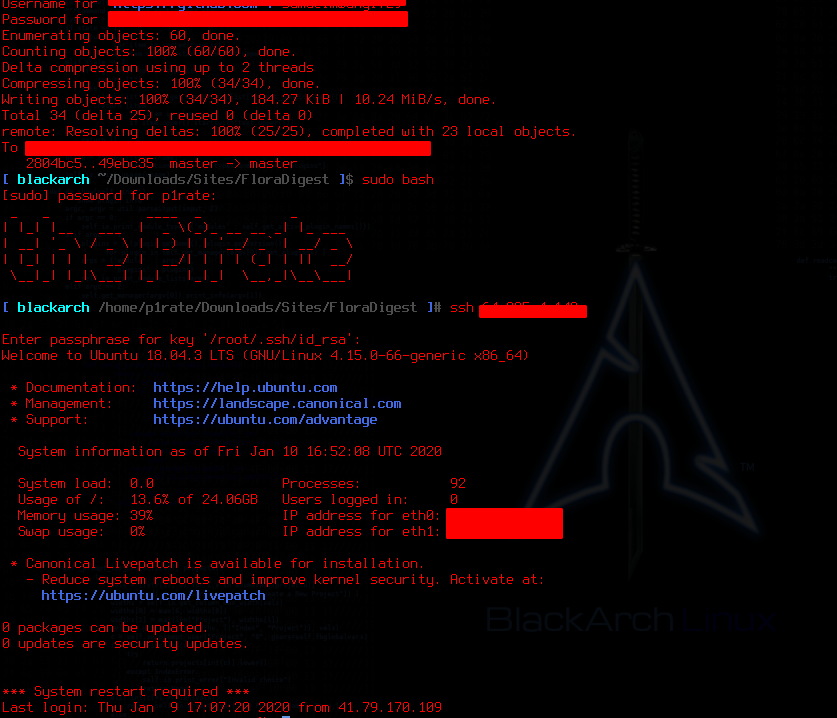 Username for
Password for
Enumerating objects: 60, done.
Counting objects: 100% (60/60), done.
Delta compression using up to 2 threads
Compressing objects: 100% (34/34), done.
Writing objects: 100% (34/34), 184.27 KiB | 10.24 MiB/s, done.
Total 34 (delta 25), reused 0 (delta 0)
remote: Resolving deltas: 100% (25/25), completed with 23 local objects.
To
2804bc5..49ebc35  master -> master
[ blackarch ~/Downloads/Sites/FloraDigest ]$ sudo bash
[sudo] password for p1rate:
the Pirate
[ blackarch /home/p1rate/Downloads/Sites/FloraDigest ]# ssh
Enter passphrase for key '/root/.ssh/id_rsa':
Welcome to Ubuntu 18.04.3 LTS (GNU/Linux 4.15.0-66-generic x86_64)
* Documentation:  https://help.ubuntu.com
* Management:     https://landscape.canonical.com
* Support:        https://ubuntu.com/advantage
System information as of Fri Jan 10 16:52:08 UTC 2020
System load:  0.0               Processes:           92
Usage of /:   13.6% of 24.06GB  Users logged in:     0
Memory usage: 39%               IP address for eth0:
Swap usage:   0%                IP address for eth1:
* Canonical Livepatch is available for installation.
- Reduce system reboots and improve kernel security. Activate at:
https://ubuntu.com/livepatch
BlackArch Linux
0 packages can be updated.
0 updates are security updates.
*** System restart required ***
Last login: Thu Jan  9 17:07:20 2020 from 41.79.170.109